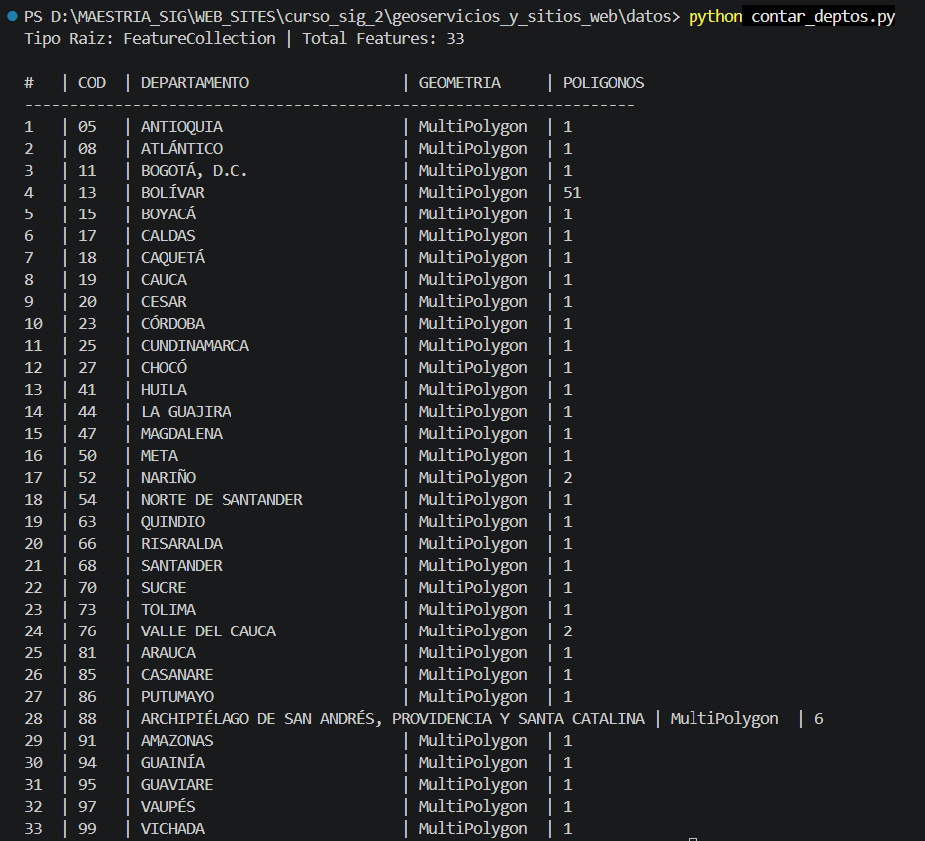 PS D:\MAESTRIA_SIG\WEB_SITES\curso_sig_2\geoservicios_y_sitios_web\datos> python contar_deptos.py
Tipo Raiz: FeatureCollection | Total Features: 33
# | COD | DEPARTAMENTO | GEOMETRIA | POLIGONOS
--------------------------------------------------------------------
1 | 05 | ANTIOQUIA | MultiPolygon | 1
2 | 08 | ATLÁNTICO | MultiPolygon | 1
3 | 11 | BOGOTÁ, D.C. | MultiPolygon | 1
4 | 13 | BOLÍVAR | MultiPolygon | 51
5 | 15 | BOYACÁ | MultiPolygon | 1
6 | 17 | CALDAS | MultiPolygon | 1
7 | 18 | CAQUETÁ | MultiPolygon | 1
8 | 19 | CAUCA | MultiPolygon | 1
9 | 20 | CESAR | MultiPolygon | 1
10 | 23 | CÓRDOBA | MultiPolygon | 1
11 | 25 | CUNDINAMARCA | MultiPolygon | 1
12 | 27 | CHOCÓ | MultiPolygon | 1
13 | 41 | HUILA | MultiPolygon | 1
14 | 44 | LA GUAJIRA | MultiPolygon | 1
15 | 47 | MAGDALENA | MultiPolygon | 1
16 | 50 | META | MultiPolygon | 1
17 | 52 | NARIÑO | MultiPolygon | 2
18 | 54 | NORTE DE SANTANDER | MultiPolygon | 1
19 | 63 | QUINDIO | MultiPolygon | 1
20 | 66 | RISARALDA | MultiPolygon | 1
21 | 68 | SANTANDER | MultiPolygon | 1
22 | 70 | SUCRE | MultiPolygon | 1
23 | 73 | TOLIMA | MultiPolygon | 1
24 | 76 | VALLE DEL CAUCA | MultiPolygon | 2
25 | 81 | ARAUCA | MultiPolygon | 1
26 | 85 | CASANARE | MultiPolygon | 1
27 | 86 | PUTUMAYO | MultiPolygon | 1
28 | 88 | ARCHIPIÉLAGO DE SAN ANDRÉS, PROVIDENCIA Y SANTA CATALINA | MultiPolygon | 6
29 | 91 | AMAZONAS | MultiPolygon | 1
30 | 94 | GUAINÍA | MultiPolygon | 1
31 | 95 | GUAVIARE | MultiPolygon | 1
32 | 97 | VAUPÉS | MultiPolygon | 1
33 | 99 | VICHADA | MultiPolygon | 1